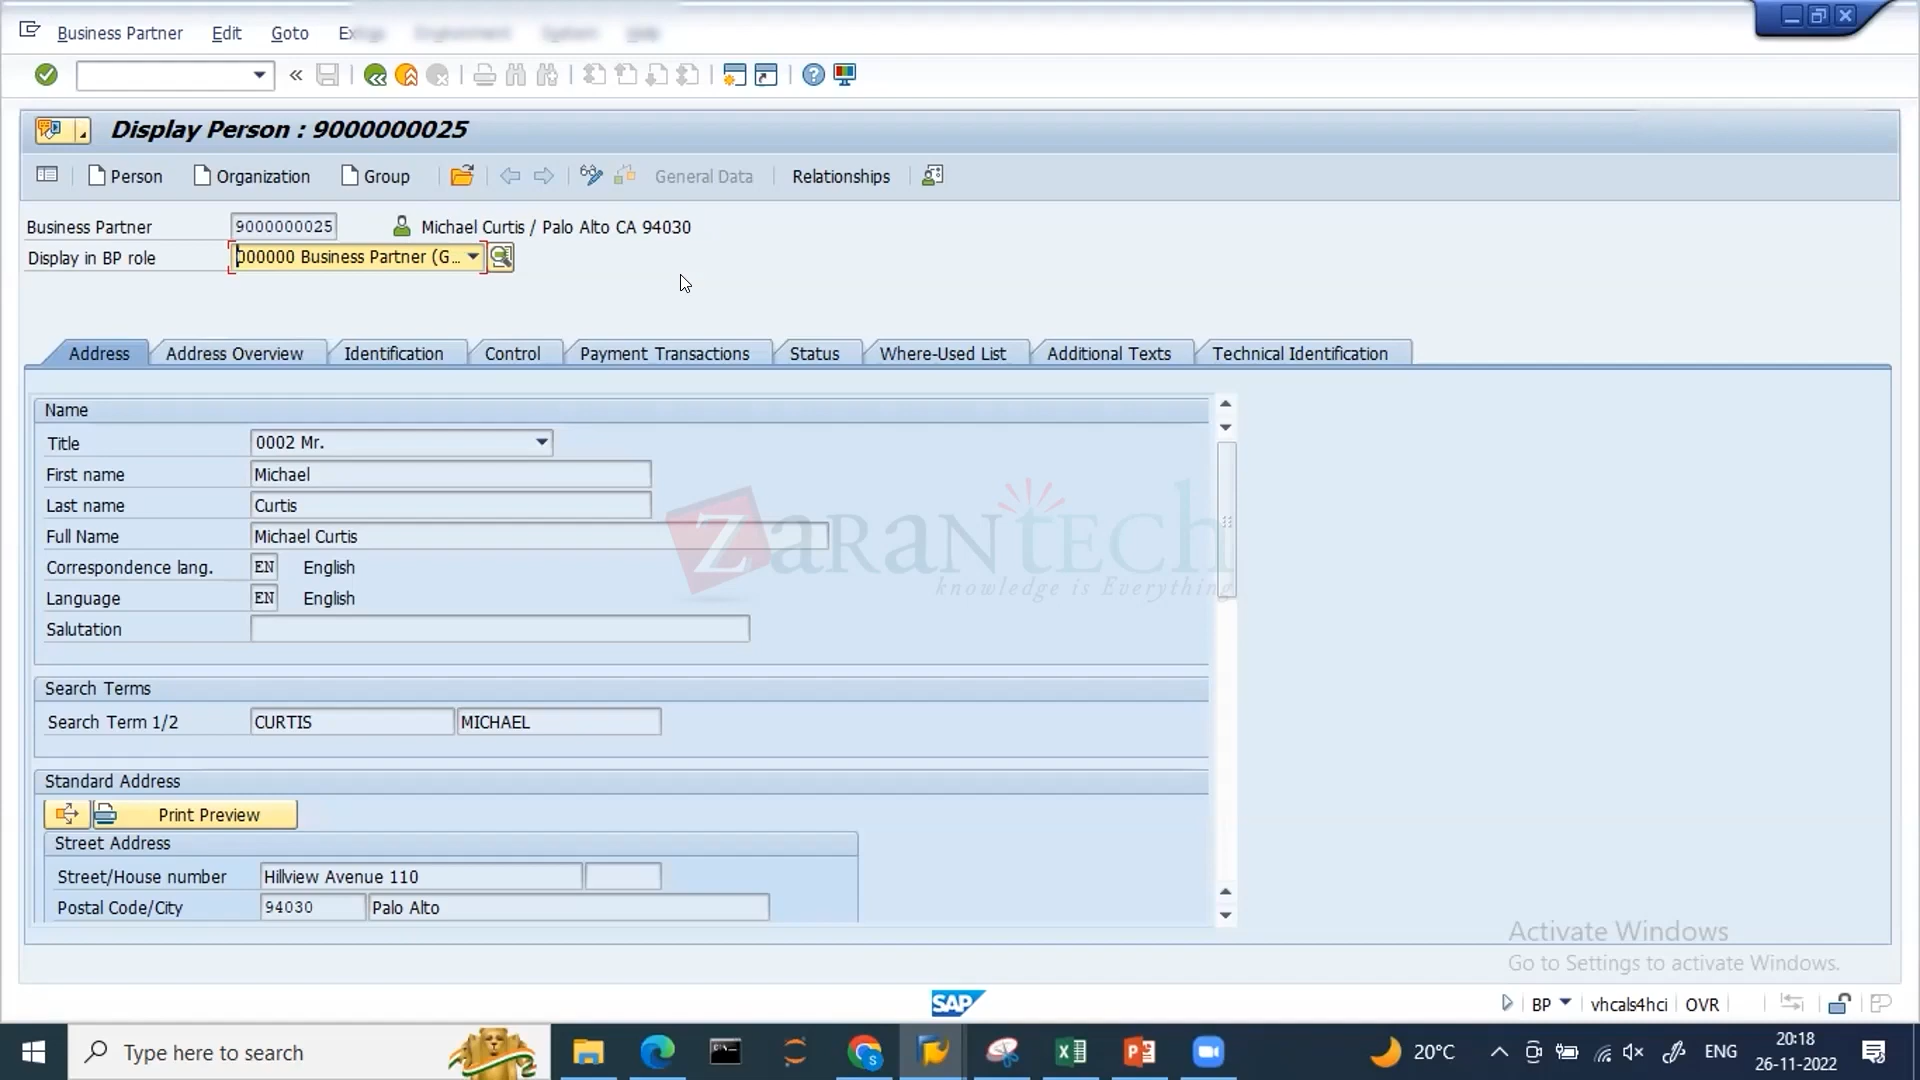 Business Partner Edit Goto
Display Person : 9000000025
Person Organization Group General Data Relationships
Business Partner 9000000025 Michael Curtis / Palo Alto CA 94030
Display in BP role 000000 Business Partner (G...
Address Address Overview Identification Control Payment Transactions Status Where-Used List Additional Texts Technical Identification
Name
Title 0002 Mr.
First name Michael
Last name Curtis
Full Name Michael Curtis
Correspondence lang. EN English
Language EN English
Salutation
ZaranTech
knowledge is Everything
Search Terms
Search Term 1/2 CURTIS MICHAEL
Standard Address
Print Preview
Street Address
Street/House number Hillview Avenue 110
Postal Code/City 94030 Palo Alto
Activate Windows
Go to Settings to activate Windows.
SAP BP vhcals4hci OVR
Type here to search 20°C ENG 20:18
26-11-2022